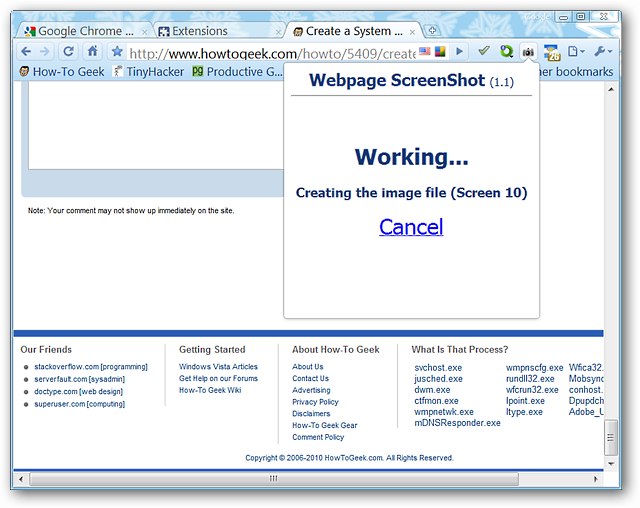 Google
Google Chrome
Extensions
Create a System ...
http://www.howtogeek.com/howto/5409/create
26
How-To Geek
TinyHacker
Productive G...
her bookmarks
Webpage ScreenShot (1.1)
Working...
Creating the image file (Screen 10)
Cancel
Note: Your comment may not show up immediately on the site.
Our Friends
stackoverflow.com [programming]
serverfault.com [sysadmin]
doctype.com [web design]
superuser.com [computing]
Getting Started
Windows Vista Articles
Get Help on our Forums
How-To Geek Wiki
About How-To Geek
About Us
Contact Us
Advertising
Privacy Policy
Disclaimers
How-To Geek Gear
Comment Policy
What Is That Process?
svchost.exe
jusched.exe
dwm.exe
ctfmon.exe
wmpnetwk.exe
mDNSResponder.exe
wmpnscfg.exe
rundll32.exe
wfcrun32.exe
lpoint.exe
ltype.exe
Wfica32.
Mobsync
conhost.
Dpupdch
Adobe_U
Copyright © 2006-2010 HowToGeek.com. All Rights Reserved.